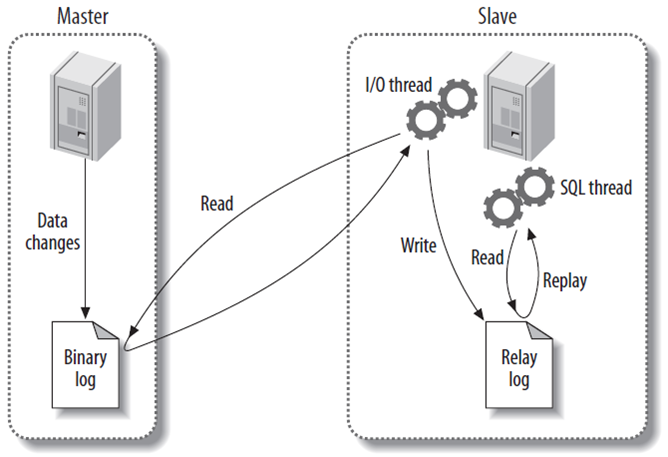 Master
Slave
I/O thread
SQL thread
Read
Data
changes
Write
Read
Replay
Binary
log
Relay
log